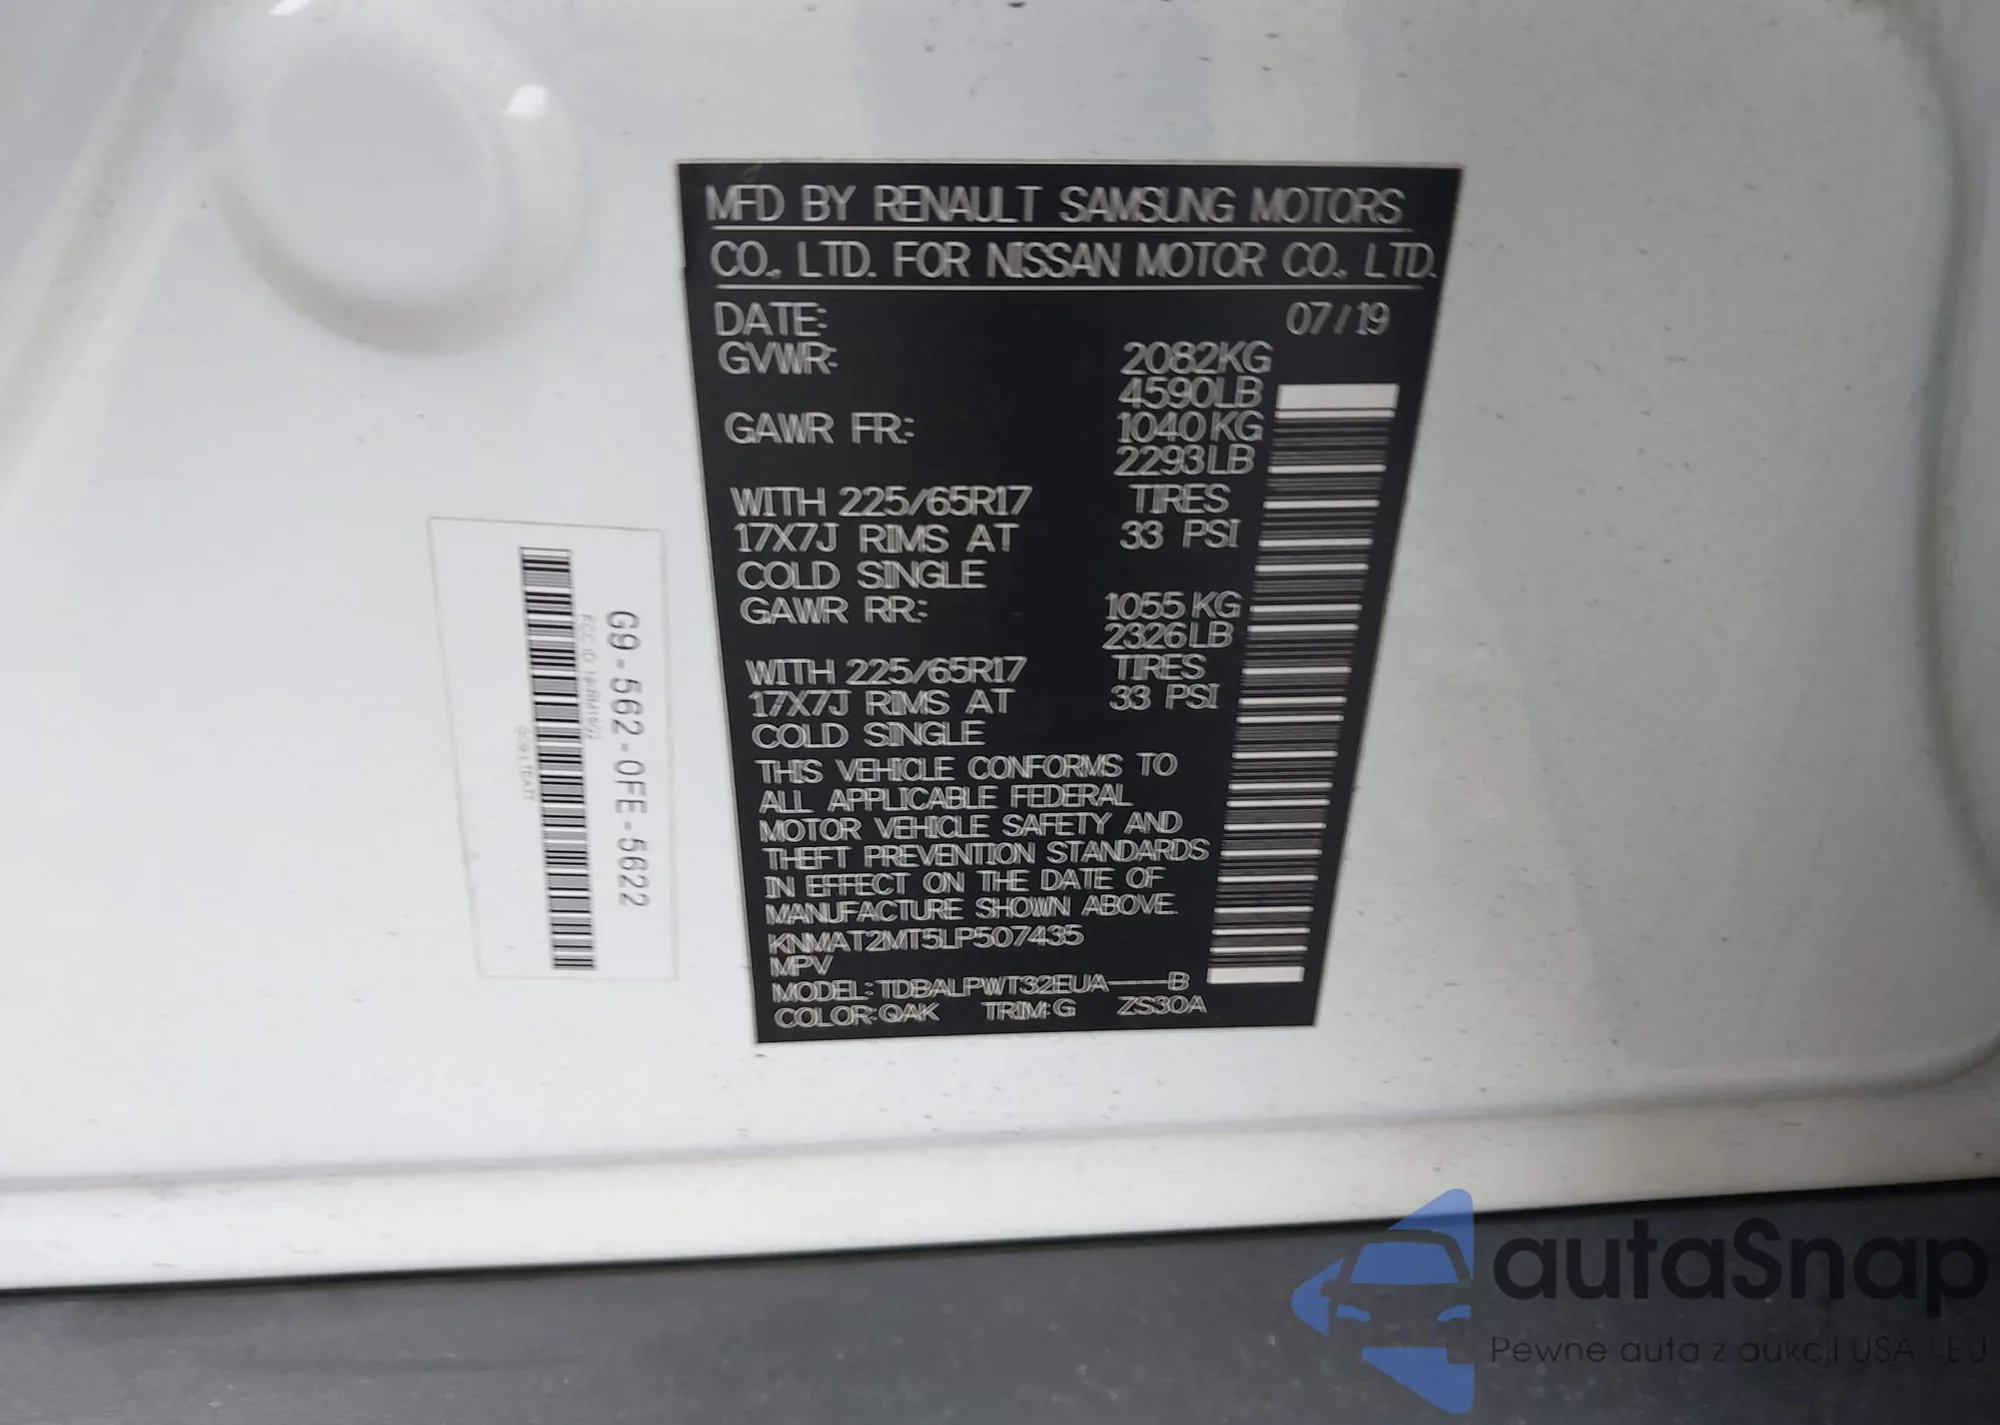 MFD BY RENAULT SAMSUNG MOTORS
CO., LTD. FOR NISSAN MOTOR CO., LTD.
DATE: 07/19
GVWR: 2082KG
4590LB
GAWR FR: 1040KG
2293LB
WITH 225/65R17 TIRES
17X7J RIMS AT 33 PSI
COLD SINGLE
GAWR RR: 1055KG
2326LB
WITH 225/65R17 TIRES
17X7J RIMS AT 33 PSI
COLD SINGLE
THIS VEHICLE CONFORMS TO
ALL APPLICABLE FEDERAL
MOTOR VEHICLE SAFETY AND
THEFT PREVENTION STANDARDS
IN EFFECT ON THE DATE OF
MANUFACTURE SHOWN ABOVE.
KNMAT2MT5LP507435
MPV
MODEL: TDBALPWT32EUA----B
COLOR:QAK TRIM:G ZS30A
G9-562-0FE-5622
FCC ID
autaSnap
Pewne auta z aukcji USA i EU